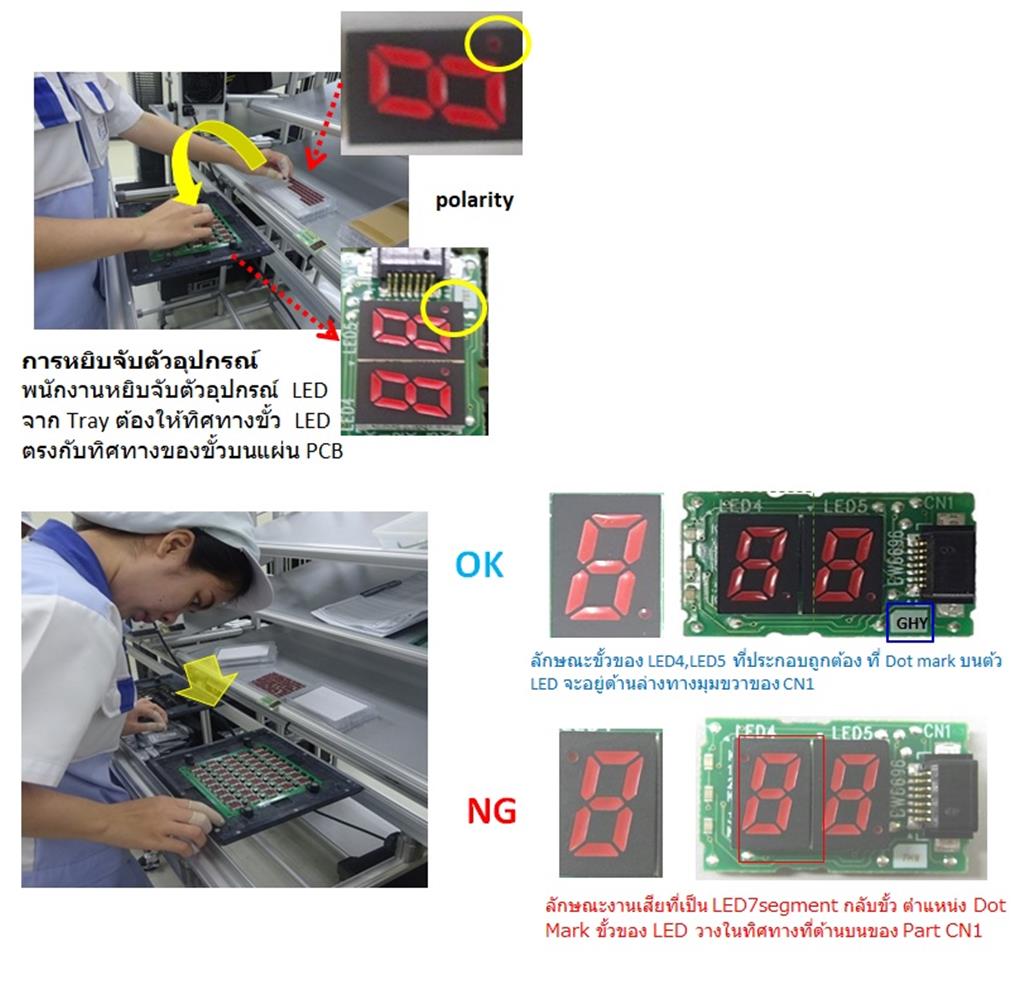 polarity
LED5
LED4
การหยิบจับตัวอุปกรณ์
พนักงานหยิบจับตัวอุปกรณ์ LED
จาก Tray ต้องให้ทิศทางขั้ว LED
ตรงกับทิศทางของขั้วบนแผ่น PCB
OK
LED4
LED5
CN1
CW6696
GHY
ลักษณะขั้วของ LED4,LED5 ที่ประกอบถูกต้อง ที่ Dot mark บนตัว
LED จะอยู่ด้านล่างทางมุมขวาของ CN1
NG
LED4
LED5
CN1
CW6696
ลักษณะงานเสียที่เป็น LED7segment กลับขั้ว ตำแหน่ง Dot
Mark ขั้วของ LED วางในทิศทางที่ด้านบนของ Part CN1